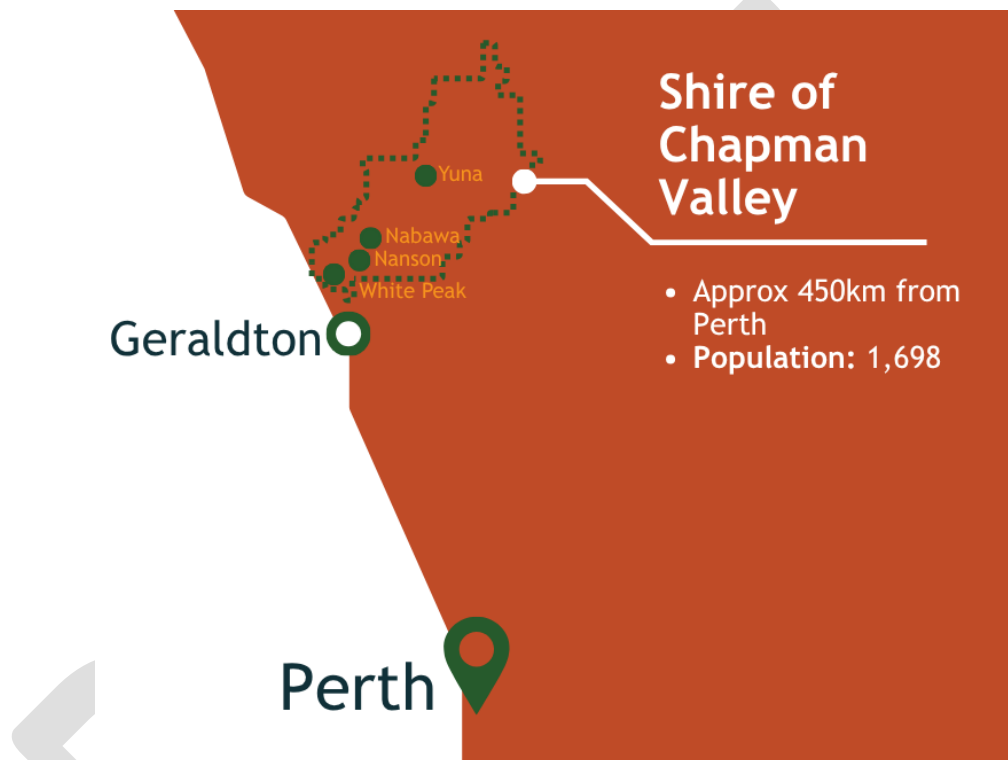 Shire of
Chapman
Valley
Yuna
Nabawa
Nanson
White Peak
• Approx 450km from
Perth
• Population: 1,698
Geraldton
Perth